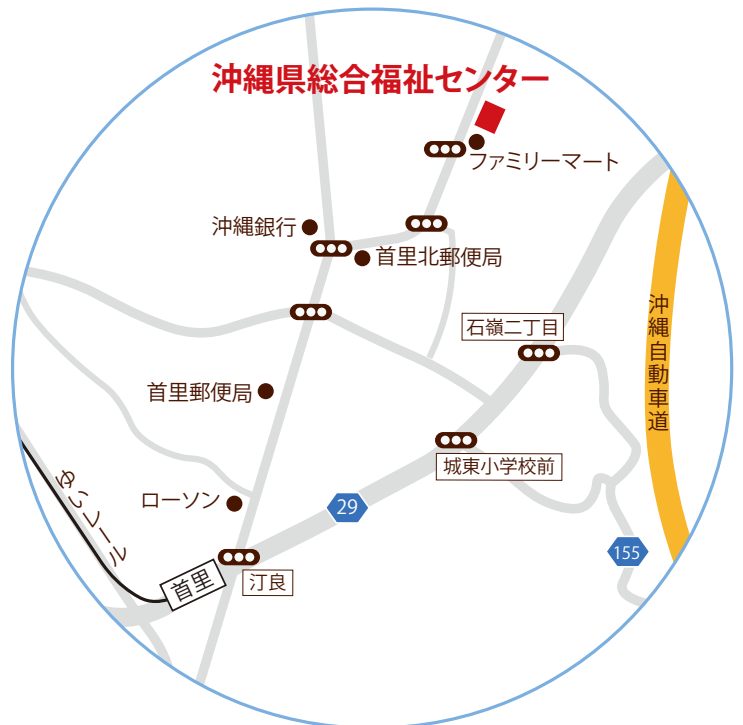 沖縄県総合福祉センター
ファミリーマート
沖縄銀行
首里北郵便局
石嶺二丁目
沖縄自動車道
首里郵便局
城東小学校前
ゆいレール
ローソン
29
155
首里
汀良